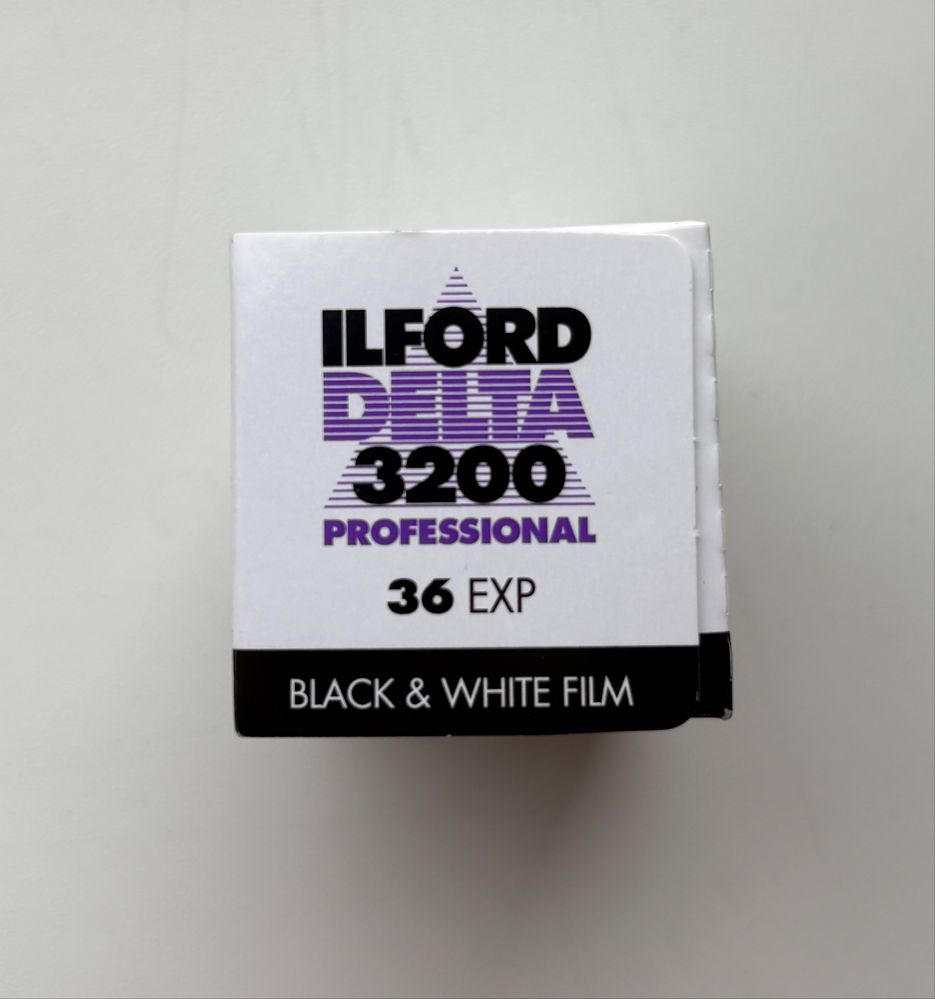 ILFORD
DELTA
3200
PROFESSIONAL
36 EXP
BLACK & WHITE FILM